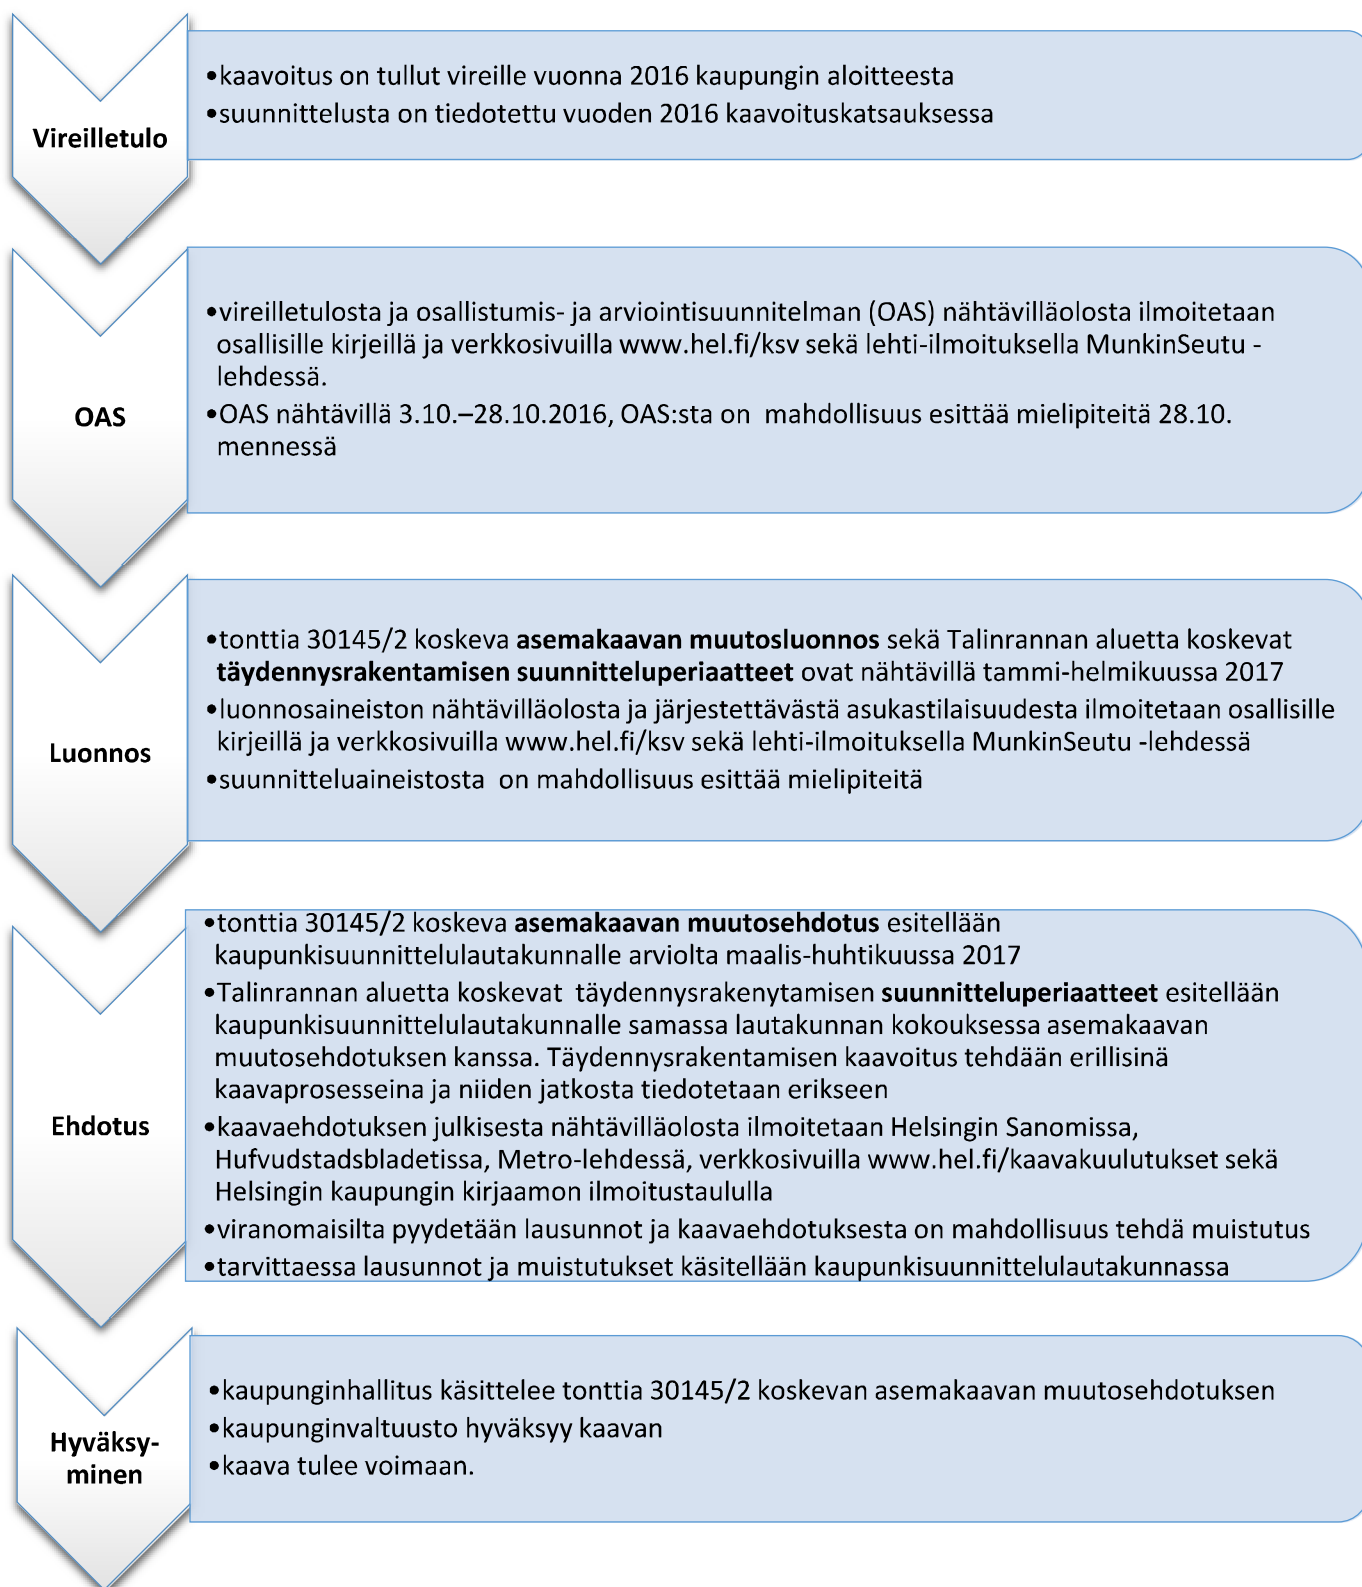 Vireilletulo
•kaavoitus on tullut vireille vuonna 2016 kaupungin aloitteesta
•suunnittelusta on tiedotettu vuoden 2016 kaavoituskatsauksessa
OAS
•vireilletulosta ja osallistumis- ja arviointisuunnitelman (OAS) nähtävilläolosta ilmoitetaan
osallisille kirjeillä ja verkkosivuilla www.hel.fi/ksv sekä lehti-ilmoituksella MunkinSeutu -
lehdessä.
•OAS nähtävillä 3.10.–28.10.2016, OAS:sta on mahdollisuus esittää mielipiteitä 28.10.
mennessä
Luonnos
•tonttia 30145/2 koskeva asemakaavan muutosluonnos sekä Talinrannan aluetta koskevat
täydennysrakentamisen suunnitteluperiaatteet ovat nähtävillä tammi-helmikuussa 2017
•luonnosaineiston nähtävilläolosta ja järjestettävästä asukastilaisuudesta ilmoitetaan osallisille
kirjeillä ja verkkosivuilla www.hel.fi/ksv sekä lehti-ilmoituksella MunkinSeutu -lehdessä
•suunnitteluaineistosta on mahdollisuus esittää mielipiteitä
Ehdotus
•tonttia 30145/2 koskeva asemakaavan muutosehdotus esitellään
kaupunkisuunnittelulautakunnalle arviolta maalis-huhtikuussa 2017
•Talinrannan aluetta koskevat täydennysrakenytamisen suunnitteluperiaatteet esitellään
kaupunkisuunnittelulautakunnalle samassa lautakunnan kokouksessa asemakaavan
muutosehdotuksen kanssa. Täydennysrakentamisen kaavoitus tehdään erillisinä
kaavaprosesseina ja niiden jatkosta tiedotetaan erikseen
•kaavaehdotuksen julkisesta nähtävilläolosta ilmoitetaan Helsingin Sanomissa,
Hufvudstadsbladetissa, Metro-lehdessä, verkkosivuilla www.hel.fi/kaavakuulutukset sekä
Helsingin kaupungin kirjaamon ilmoitustaululla
•viranomaisilta pyydetään lausunnot ja kaavaehdotuksesta on mahdollisuus tehdä muistutus
•tarvittaessa lausunnot ja muistutukset käsitellään kaupunkisuunnittelulautakunnassa
Hyväksy-
minen
•kaupunginhallitus käsittelee tonttia 30145/2 koskevan asemakaavan muutosehdotuksen
•kaupunginvaltuusto hyväksyy kaavan
•kaava tulee voimaan.